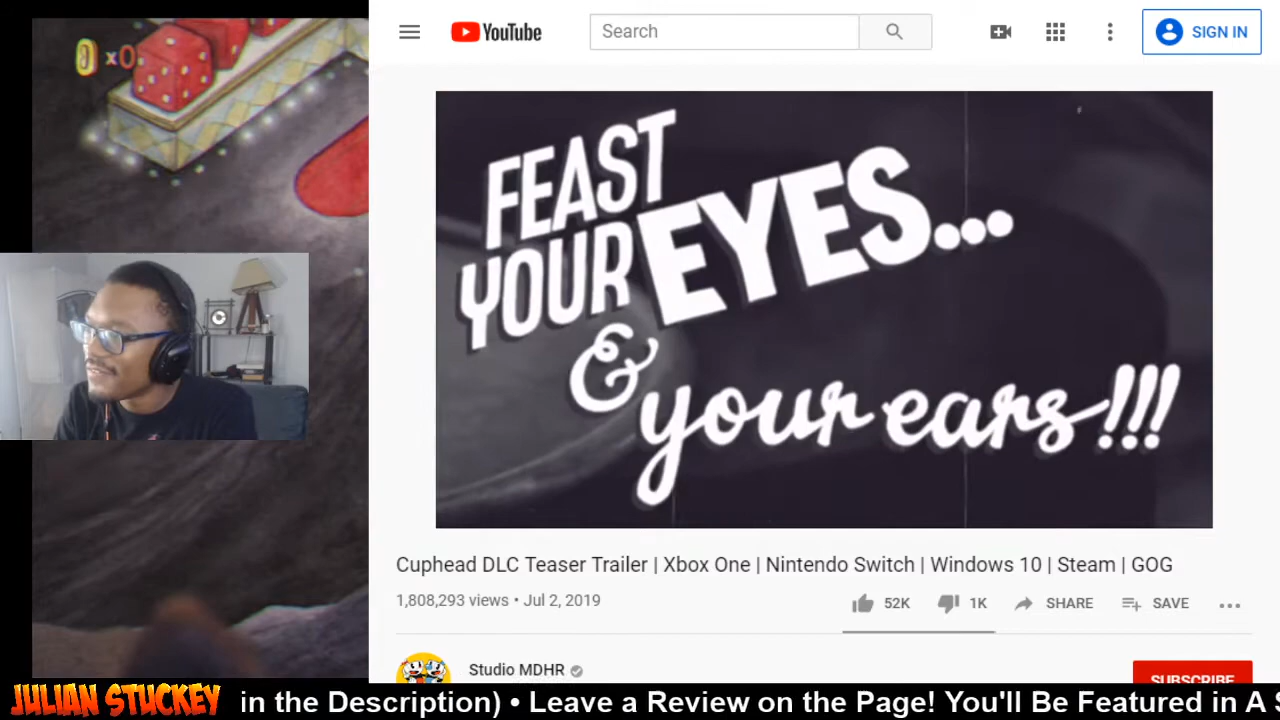 x0
YouTube
Search
SIGN IN
FEAST
YOUR EYES...
& your ears!!!
Cuphead DLC Teaser Trailer | Xbox One | Nintendo Switch | Windows 10 | Steam | GOG
1,808,293 views • Jul 2, 2019
52K
1K
SHARE
SAVE
Studio MDHR
SUBSCRIBE
JULIAN STUCKEY
in the Description) • Leave a Review on the Page! You'll Be Featured in A S